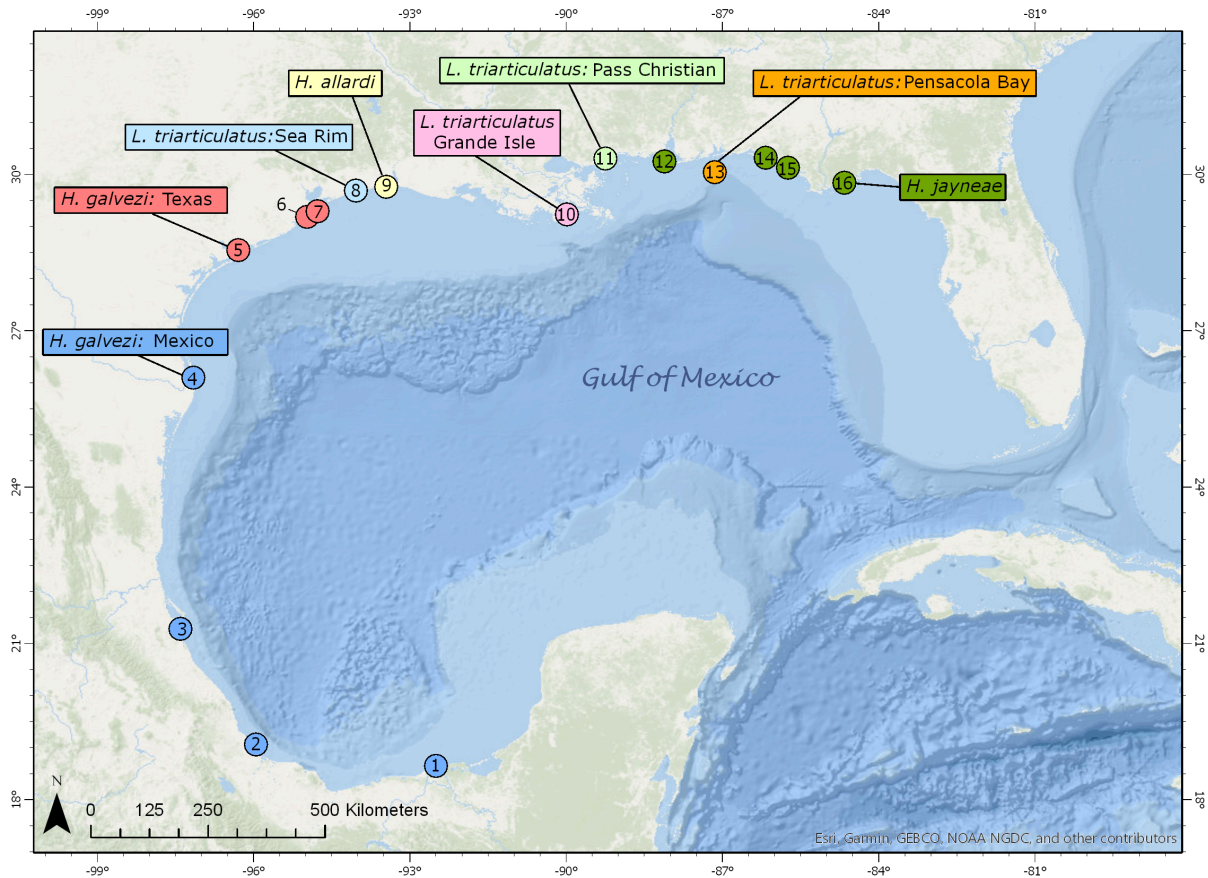 -99° -96° -93° -90° -87° -84° -81°
L. triarticulatus: Pass Christian
H. allardi
L. triarticulatus: Pensacola Bay
L. triarticulatus
Grande Isle
L. triarticulatus: Sea Rim
30° 11 12 14 15 13 30°
8 9 16 H. jayneae
H. galvezi: Texas
6 7 10
5
27° 27°
H. galvezi: Mexico
4
Gulf of Mexico
24° 24°
3
21° 21°
2
1
N
18° 18°
0 125 250 500 Kilometers
Esri, Garmin, GEBCO, NOAA NGDC, and other contributors
-99° -96° -93° -90° -87° -84° -81°